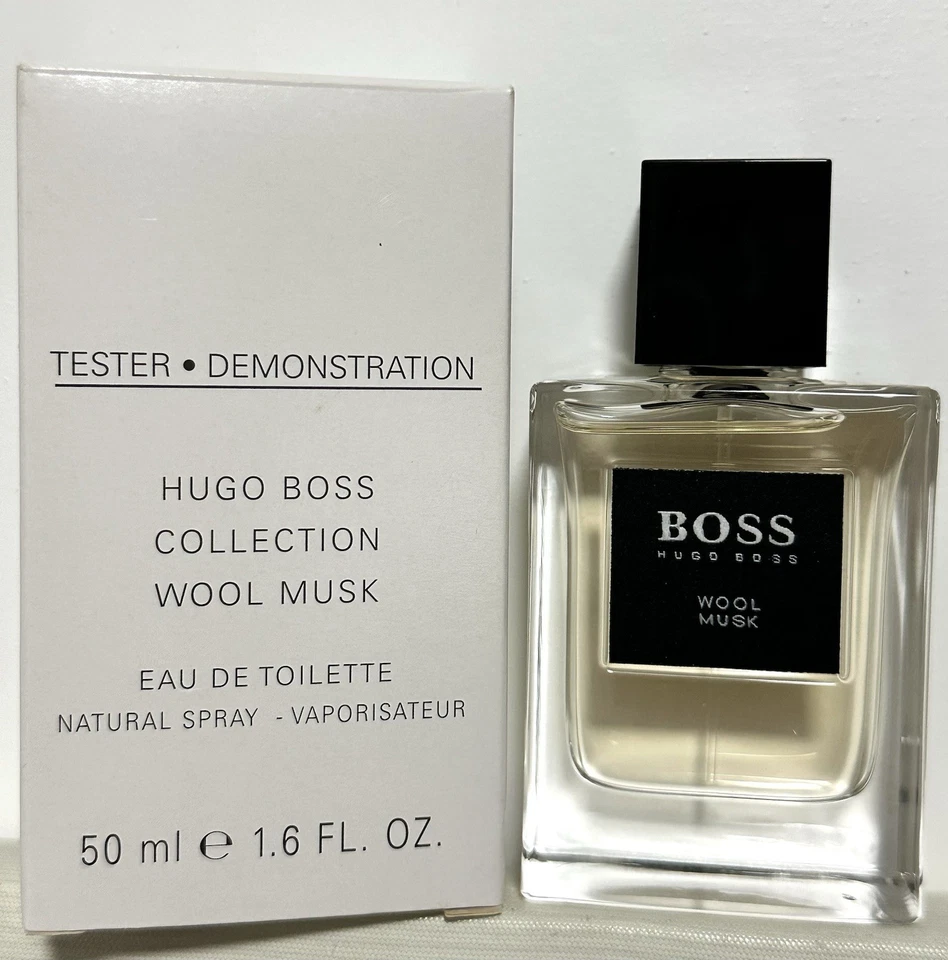 TESTER • DEMONSTRATION
HUGO BOSS
COLLECTION
WOOL MUSK
EAU DE TOILETTE
NATURAL SPRAY - VAPORISATEUR
50 ml ℮ 1.6 FL. OZ.
BOSS
HUGO BOSS
WOOL
MUSK